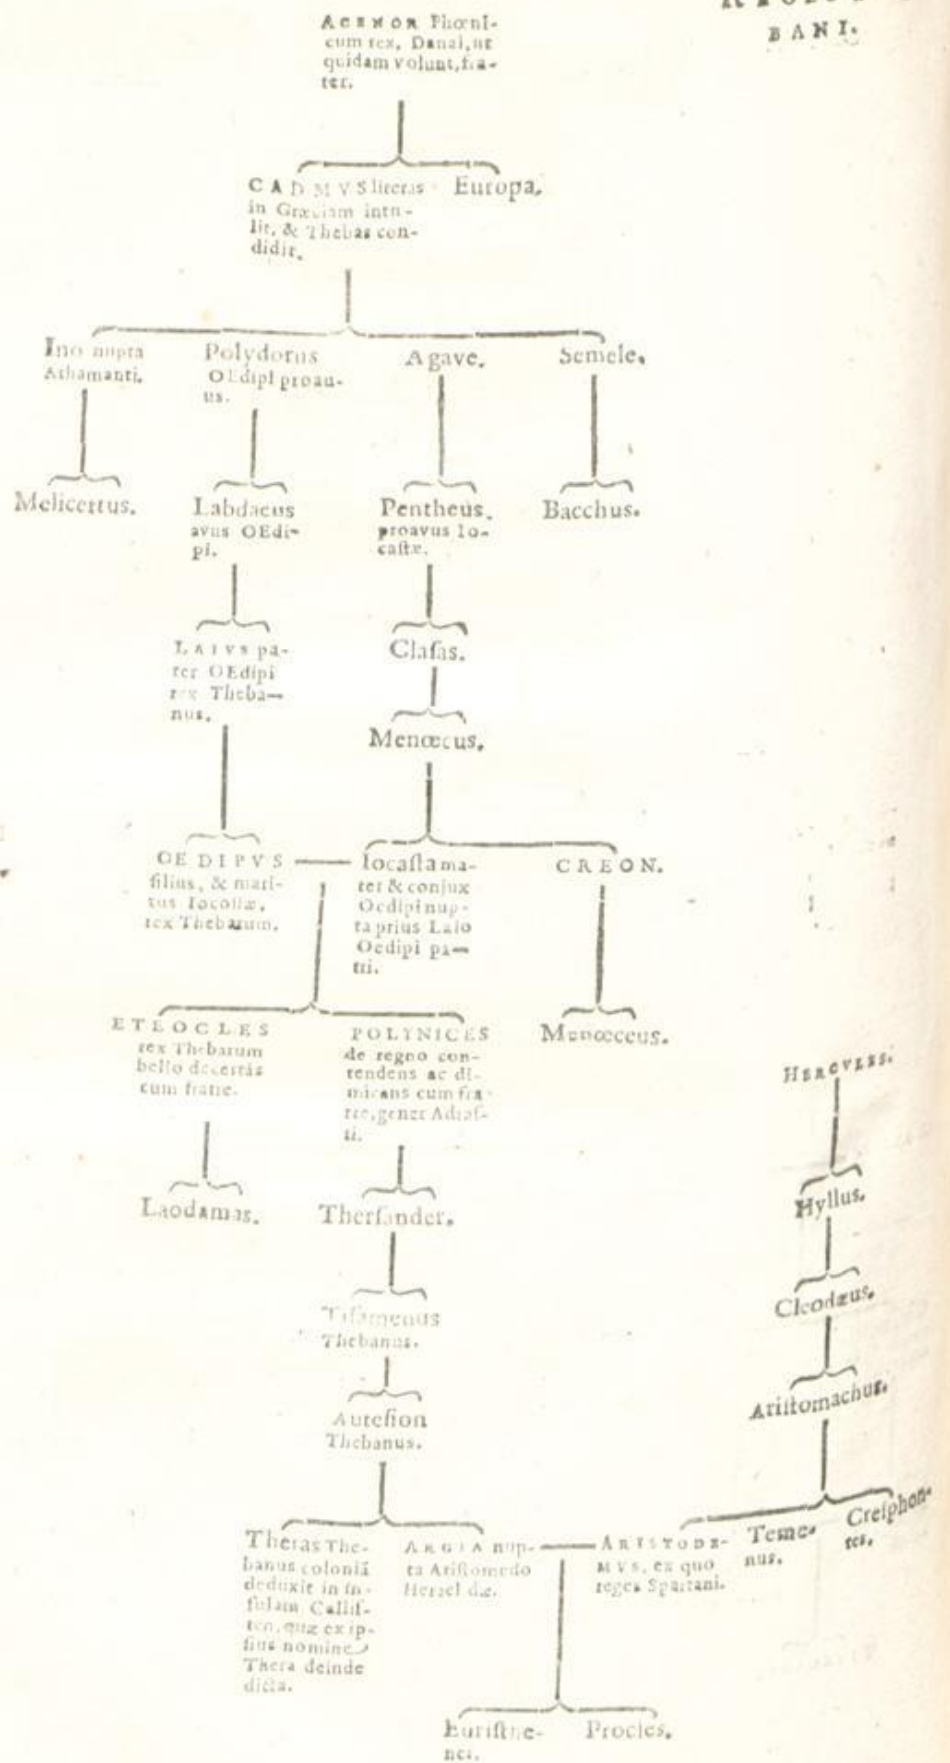 BANI.
AGENOR PhœnI-
cum rex, Danai, ut
quidam volunt, fra-
ter.
CADMVS literas
in Græciam intu-
lit, & Thebas con-
didit.
Europa.
Ino nupta
Athamanti.
Polydorus
OEdipI proau-
us.
Agave.
Semele.
Melicertus.
Labdacus
avus OEdi-
pi.
Pentheus.
proavus Io-
caſtæ.
Bacchus.
LAIVS pa-
ter OEdipi
rex Theba-
nus.
Claſas.
Menœcus.
OEDIPVS
filius, & mari-
tus Iocoſtæ,
rex Thebarum.
Iocaſta ma-
ter & conjux
Oedipi nup-
ta prius Laio
Oedipi pa-
tri.
CREON.
ETEOCLES
rex Thebarum
bello decertãs
cum fratre.
POLYNICES
de regno con-
tendens ac di-
micans cum fra-
tre, gener Adraſ-
ti.
Menœceus.
HERCVLES.
Hyllus.
Laodamas.
Therſander.
Cleodæus.
Tiſamenus
Thebanus.
Ariſtomachus.
Auteſion
Thebanus.
Theras The-
banus coloniã
deduxit in in-
ſulam Calliſ-
ten, quæ ex ip-
ſius nomine
Thera deinde
dicta.
ARGIA nup-
ta Ariſtomedo
ARISTODE-
MVS, ex quo
reges Spartani.
Teme-
nus.
Creſphon-
tes.
Euriſthe-
nes.
Procles.